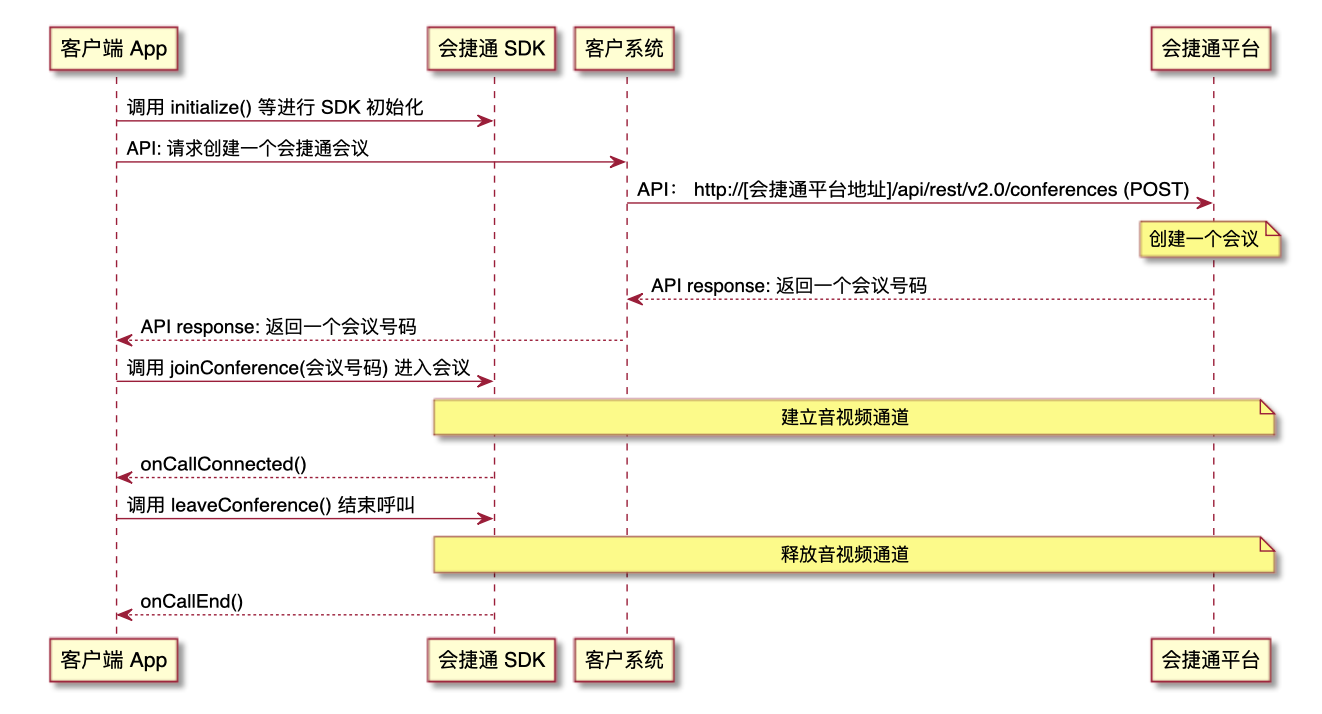 客户端 App
会捷通 SDK
客户系统
会捷通平台
调用 initialize() 等进行 SDK 初始化
API: 请求创建一个会捷通会议
API： http://[会捷通平台地址]/api/rest/v2.0/conferences (POST)
创建一个会议
API response: 返回一个会议号码
API response: 返回一个会议号码
调用 joinConference(会议号码) 进入会议
建立音视频通道
onCallConnected()
调用 leaveConference() 结束呼叫
释放音视频通道
onCallEnd()
客户端 App
会捷通 SDK
客户系统
会捷通平台